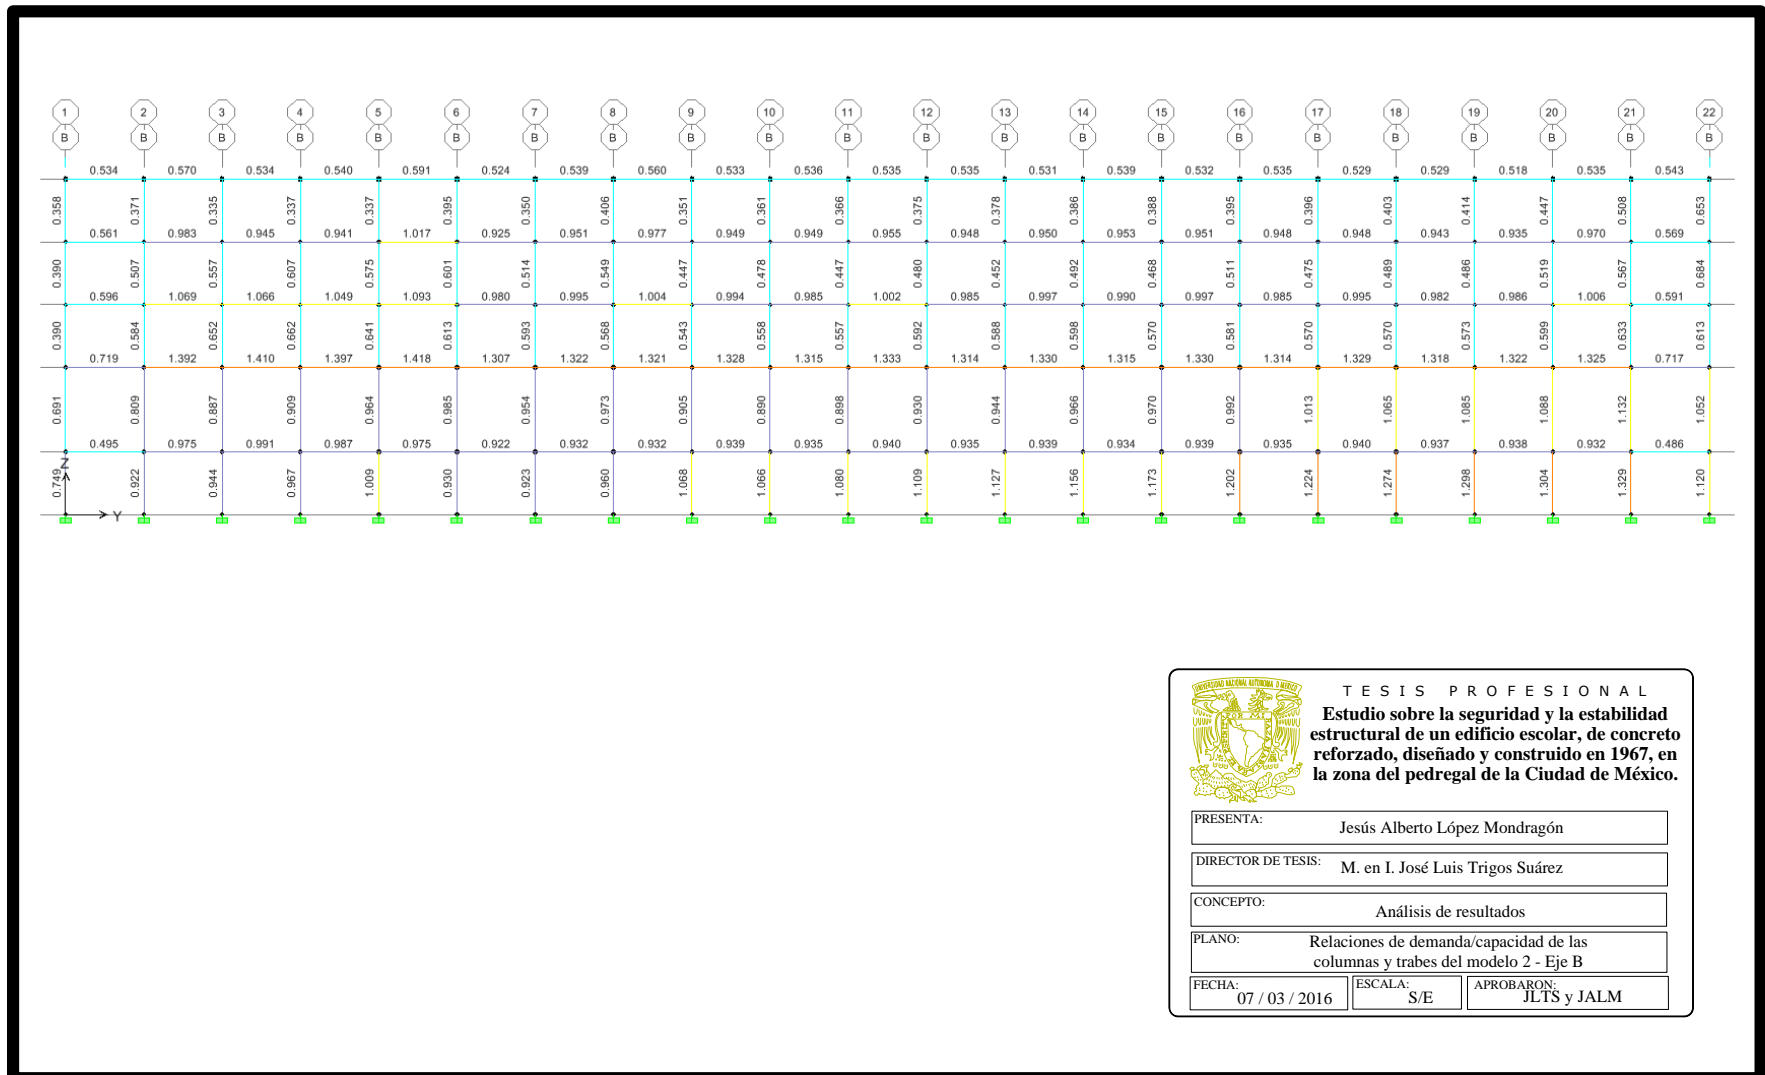 1 2 3 4 5 6 7 8 9 10 11 12 13 14 15 16 17 18 19 20 21 22
B B B B B B B B B B B B B B B B B B B B B B
0.534 0.570 0.534 0.540 0.591 0.524 0.539 0.560 0.533 0.536 0.535 0.535 0.531 0.539 0.532 0.535 0.529 0.529 0.518 0.535 0.543
0.358 0.371 0.335 0.337 0.337 0.395 0.350 0.406 0.351 0.361 0.366 0.375 0.378 0.386 0.388 0.395 0.396 0.403 0.414 0.447 0.508 0.653
0.561 0.983 0.945 0.941 1.017 0.925 0.951 0.977 0.949 0.949 0.955 0.948 0.950 0.953 0.951 0.948 0.948 0.943 0.935 0.970 0.569
0.390 0.507 0.557 0.607 0.575 0.601 0.514 0.549 0.447 0.478 0.447 0.480 0.452 0.492 0.468 0.511 0.475 0.489 0.486 0.519 0.567 0.684
0.596 1.069 1.066 1.049 1.093 0.980 0.995 1.004 0.994 0.985 1.002 0.985 0.997 0.990 0.997 0.985 0.995 0.982 0.986 1.006 0.591
0.390 0.584 0.652 0.662 0.641 0.613 0.593 0.568 0.543 0.558 0.557 0.592 0.588 0.598 0.570 0.581 0.570 0.570 0.573 0.599 0.633 0.613
0.719 1.392 1.410 1.397 1.418 1.307 1.322 1.321 1.328 1.315 1.333 1.314 1.330 1.315 1.330 1.314 1.329 1.318 1.322 1.325 0.717
0.691 0.809 0.887 0.909 0.964 0.985 0.954 0.973 0.905 0.890 0.898 0.930 0.944 0.966 0.970 0.992 1.013 1.065 1.085 1.088 1.132 1.052
0.495 0.975 0.991 0.987 0.975 0.922 0.932 0.932 0.939 0.935 0.940 0.935 0.939 0.934 0.939 0.935 0.940 0.937 0.938 0.932 0.486
Z
0.749 0.922 0.944 0.967 1.009 0.930 0.923 0.960 1.068 1.066 1.080 1.109 1.127 1.156 1.173 1.202 1.224 1.274 1.298 1.304 1.329 1.120
Y
TESIS PROFESIONAL
Estudio sobre la seguridad y la estabilidad
estructural de un edificio escolar, de concreto
reforzado, diseñado y construido en 1967, en
la zona del pedregal de la Ciudad de México.
PRESENTA: Jesús Alberto López Mondragón
DIRECTOR DE TESIS: M. en I. José Luis Trigos Suárez
CONCEPTO: Análisis de resultados
PLANO: Relaciones de demanda/capacidad de las
columnas y trabes del modelo 2 - Eje B
FECHA: 07 / 03 / 2016 ESCALA: S/E APROBARON: JLTS y JALM